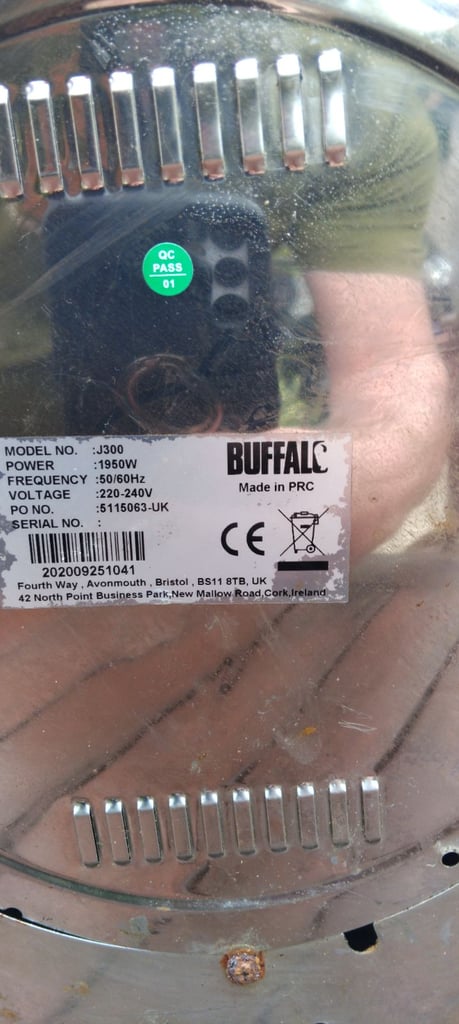 QC
PASS
01
BUFFALO
Made in PRC
MODEL NO. :J300
POWER :1950W
FREQUENCY :50/60Hz
VOLTAGE :220-240V
PO NO. :5115063-UK
SERIAL NO. :
CE
202009251041
Fourth Way , Avonmouth , Bristol , BS11 8TB, UK
42 North Point Business Park,New Mallow Road,Cork,Ireland